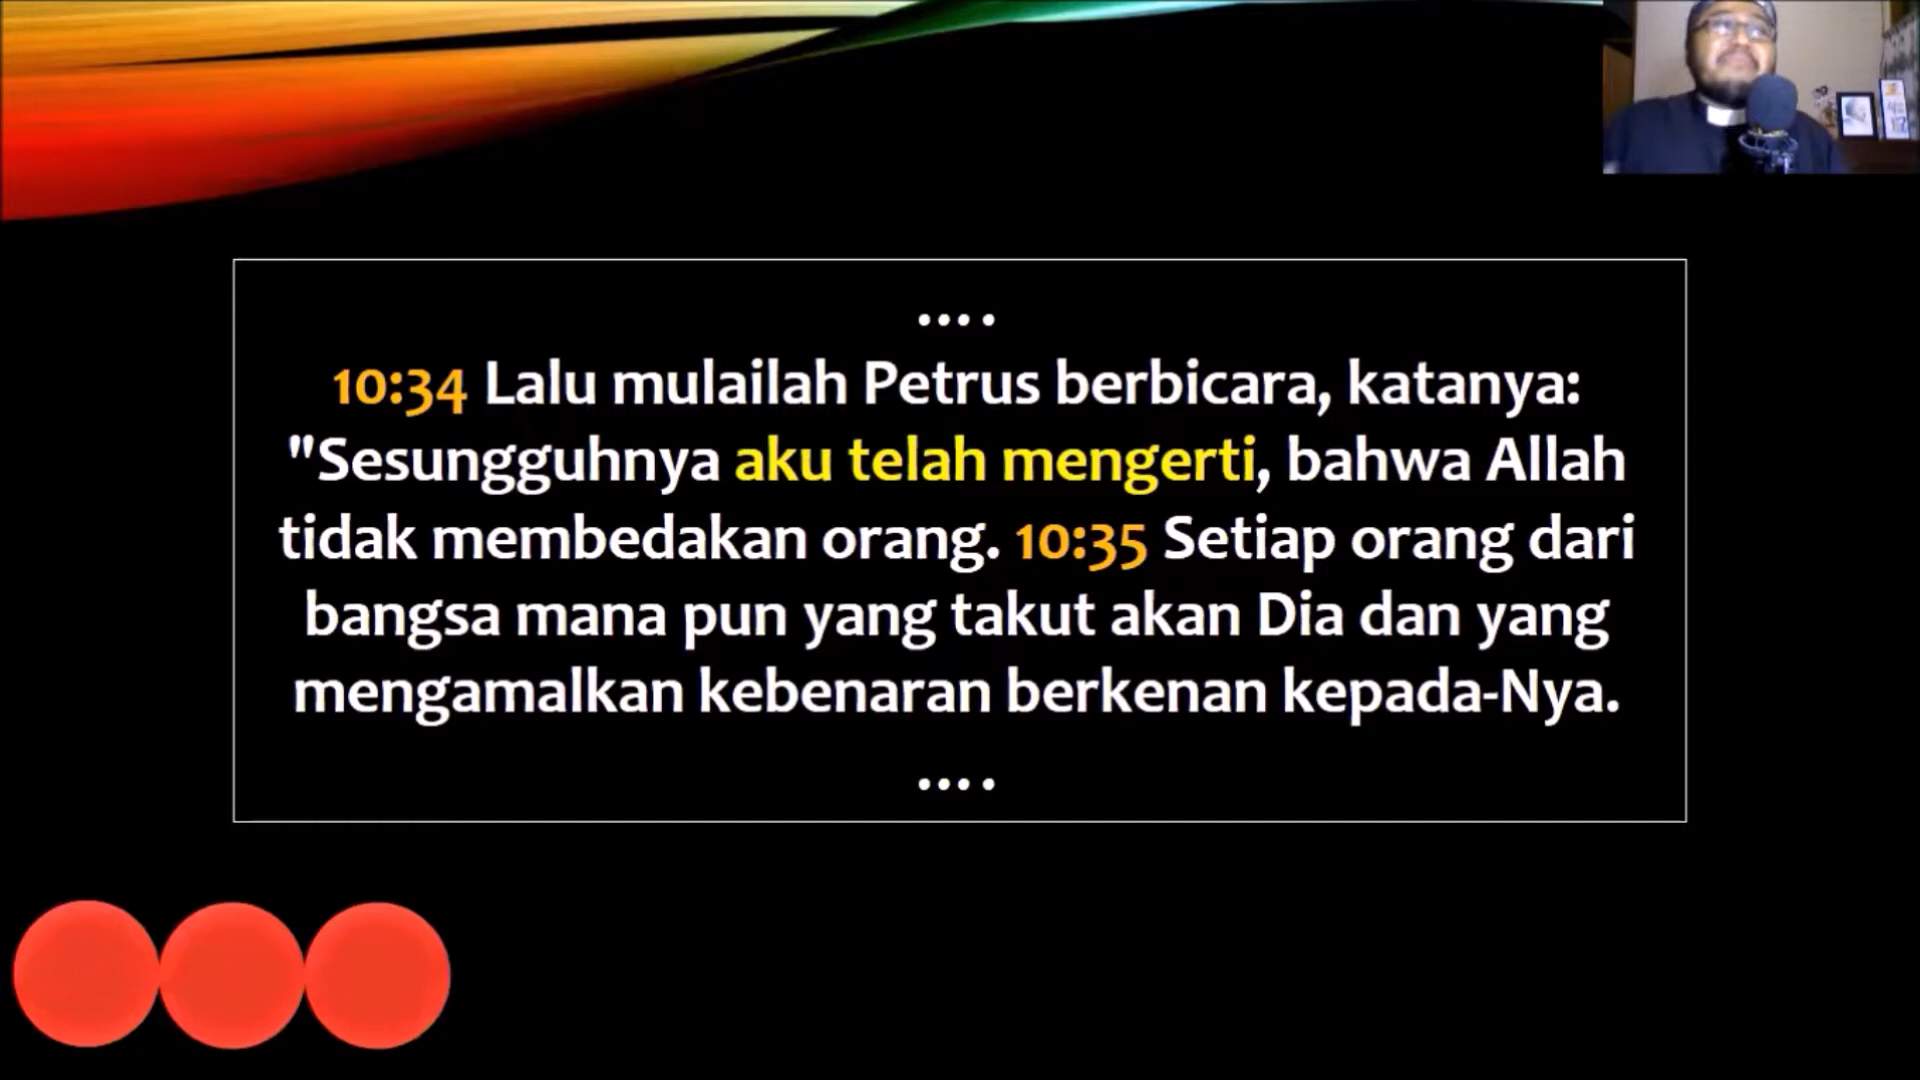 ....
10:34 Lalu mulailah Petrus berbicara, katanya:
"Sesungguhnya aku telah mengerti, bahwa Allah
tidak membedakan orang. 10:35 Setiap orang dari
bangsa mana pun yang takut akan Dia dan yang
mengamalkan kebenaran berkenan kepada-Nya.
....